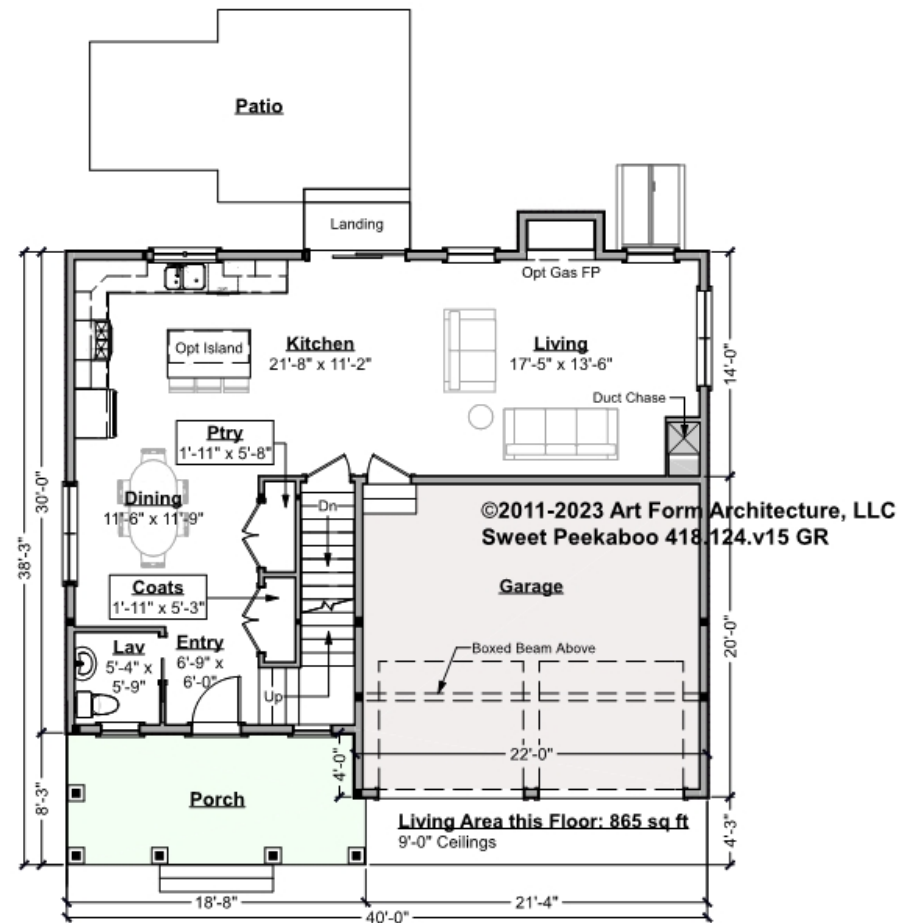 Patio
Landing
Opt Gas FP
Opt Island
Kitchen
21'-8" x 11'-2"
Living
17'-5" x 13'-6"
14'-0"
Duct Chase
Ptry
1'-11" x 5'-8"
Dining
11'-6" x 11'-9"
Dn
©2011-2023 Art Form Architecture, LLC
Sweet Peekaboo 418.124.v15 GR
30'-0"
38'-3"
Garage
Coats
1'-11" x 5'-3"
20'-0"
Lav
5'-4" x
5'-9"
Entry
6'-9" x
6'-0"
Boxed Beam Above
Up
22'-0"
4'-0"
8'-3"
Porch
Living Area this Floor: 865 sq ft
9'-0" Ceilings
4'-3"
18'-8"
21'-4"
40'-0"